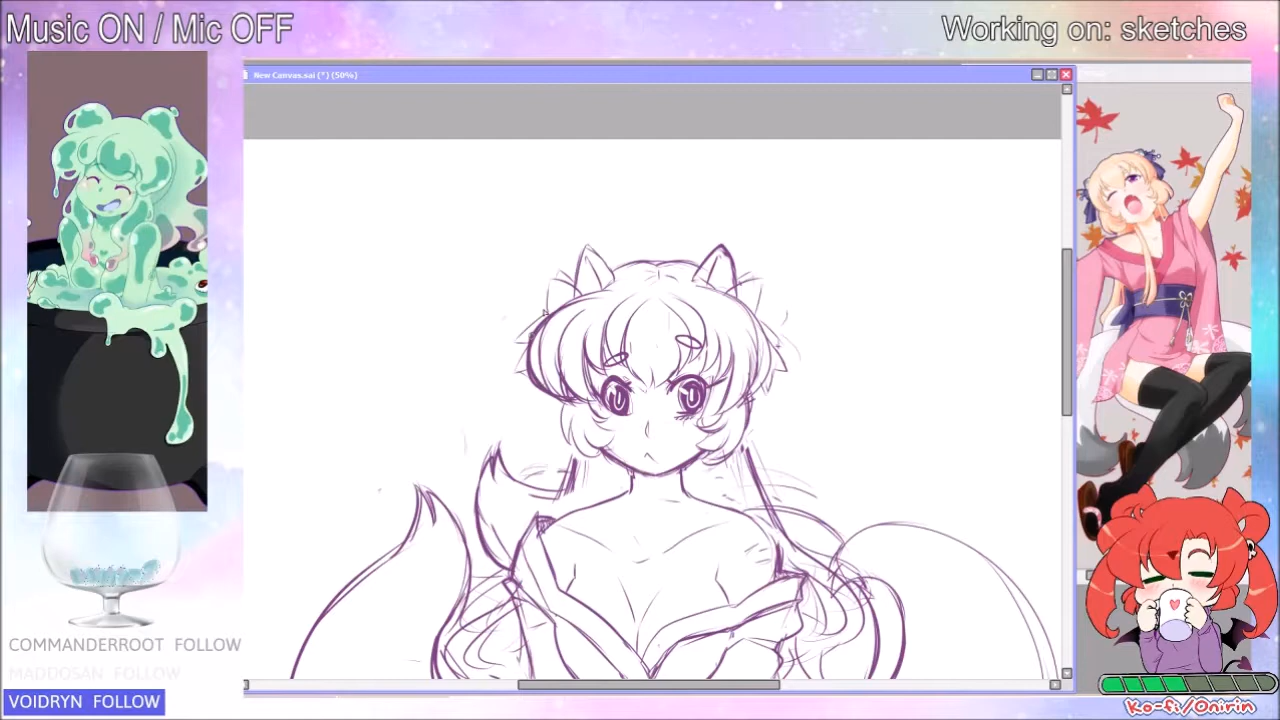 Music ON / Mic OFF
Working on: sketches
New Canvas.sai (*) (50%)
COMMANDERROOT FOLLOW
MADDOSAN FOLLOW
VOIDRYN FOLLOW
Ko-fi/Onirin